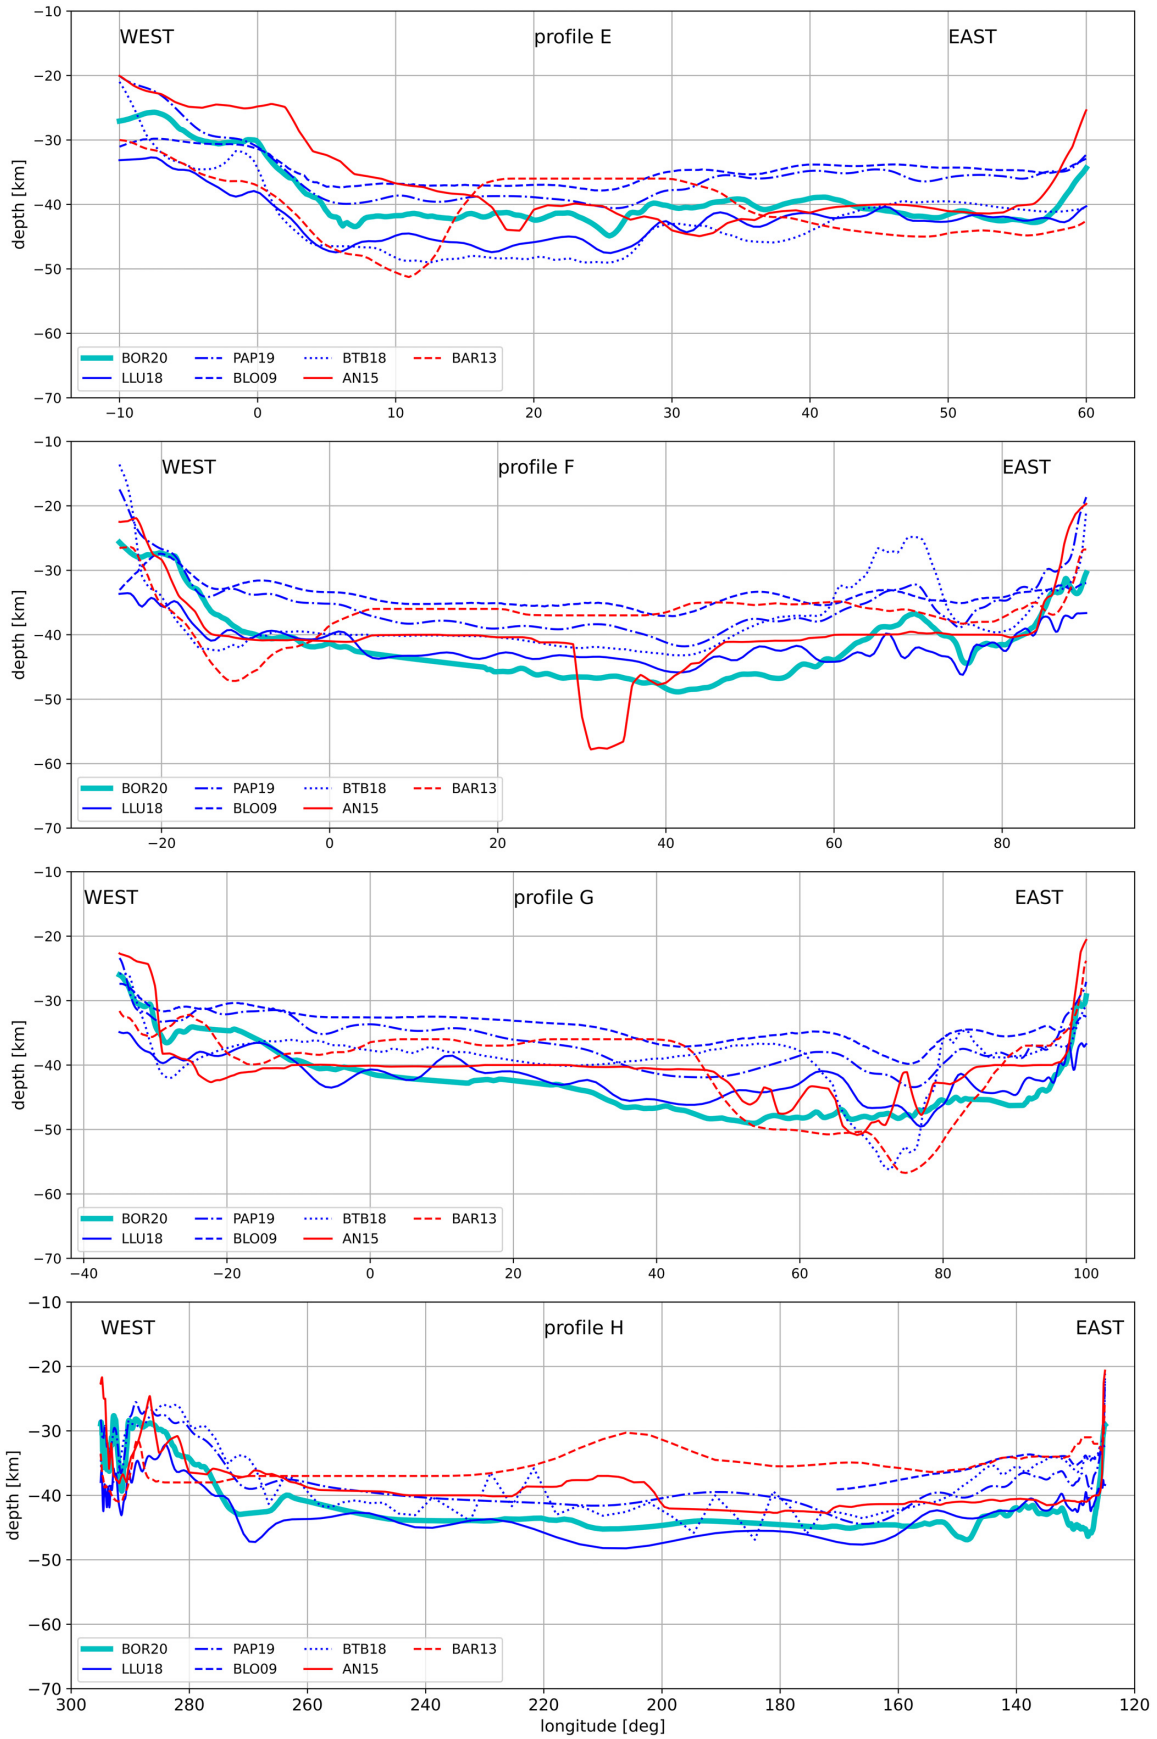 −10
WEST profile E EAST
−20
−30
depth [km]
−40
−50
−60
BOR20 PAP19 BTB18 BAR13
LLU18 BLO09 AN15
−70
−10 0 10 20 30 40 50 60
−10
WEST profile F EAST
−20
−30
depth [km]
−40
−50
−60
BOR20 PAP19 BTB18 BAR13
LLU18 BLO09 AN15
−70
−20 0 20 40 60 80
−10
WEST profile G EAST
−20
−30
depth [km]
−40
−50
−60
BOR20 PAP19 BTB18 BAR13
LLU18 BLO09 AN15
−70
−40 −20 0 20 40 60 80 100
−10
WEST profile H EAST
−20
−30
depth [km]
−40
−50
−60
BOR20 PAP19 BTB18 BAR13
LLU18 BLO09 AN15
−70
300 280 260 240 220 200 180 160 140 120
longitude [deg]